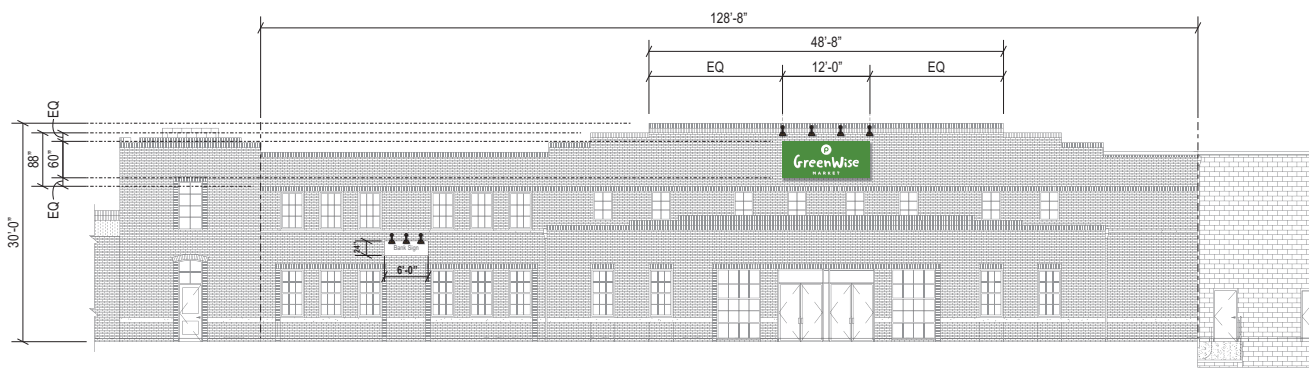 128'-8"
48'-8"
EQ
12'-0"
EQ
EQ
88"
60"
EQ
30'-0"
P
GreenWise
MARKET
24"
Bank Sign
6'-0"